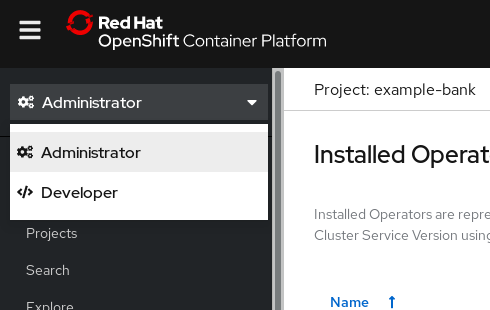 Red Hat
OpenShift Container Platform
Administrator
Administrator
Developer
Projects
Search
Explore
Project: example-bank
Installed Operat
Installed Operators are repre
Cluster Service Version using
Name